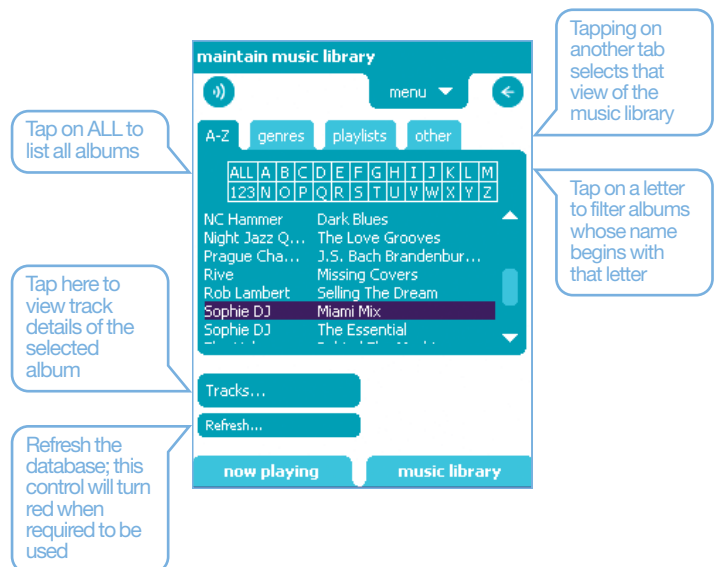 Tapping on
another tab
selects that
view of the
music library
maintain music library
menu
Tap on ALL to
list all albums
A-Z genres playlists other
ALL A B C D E F G H I J K L M
123 N O P Q R S T U V W X Y Z
Tap on a letter
to filter albums
whose name
begins with
that letter
NC Hammer Dark Blues
Night Jazz Q... The Love Grooves
Prague Cha... J.S. Bach Brandenbur...
Rive Missing Covers
Rob Lambert Selling The Dream
Sophie DJ Miami Mix
Sophie DJ The Essential
Tap here to
view track
details of the
selected
album
Tracks...
Refresh...
Refresh the
database; this
control will turn
red when
required to be
used
now playing music library